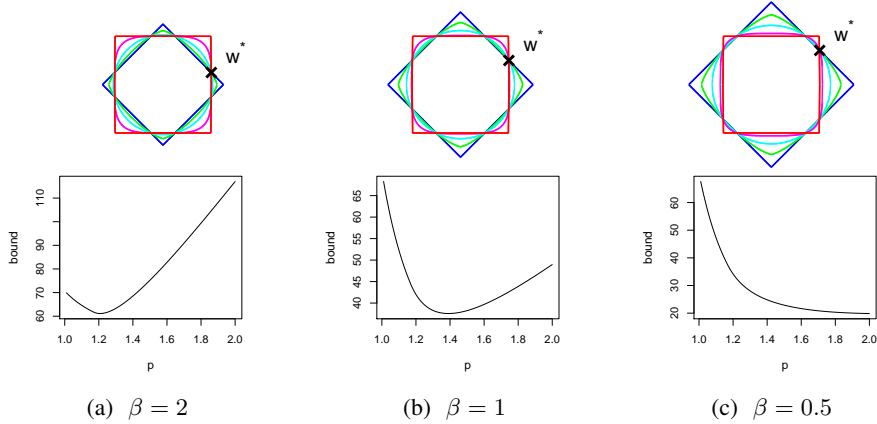 w*
w*
w*
bound
60 70 80 90 110
1.0 1.2 1.4 1.6 1.8 2.0
p
bound
40 45 50 55 60 65
1.0 1.2 1.4 1.6 1.8 2.0
p
bound
20 30 40 50 60
1.0 1.2 1.4 1.6 1.8 2.0
p
(a) β = 2
(b) β = 1
(c) β = 0.5